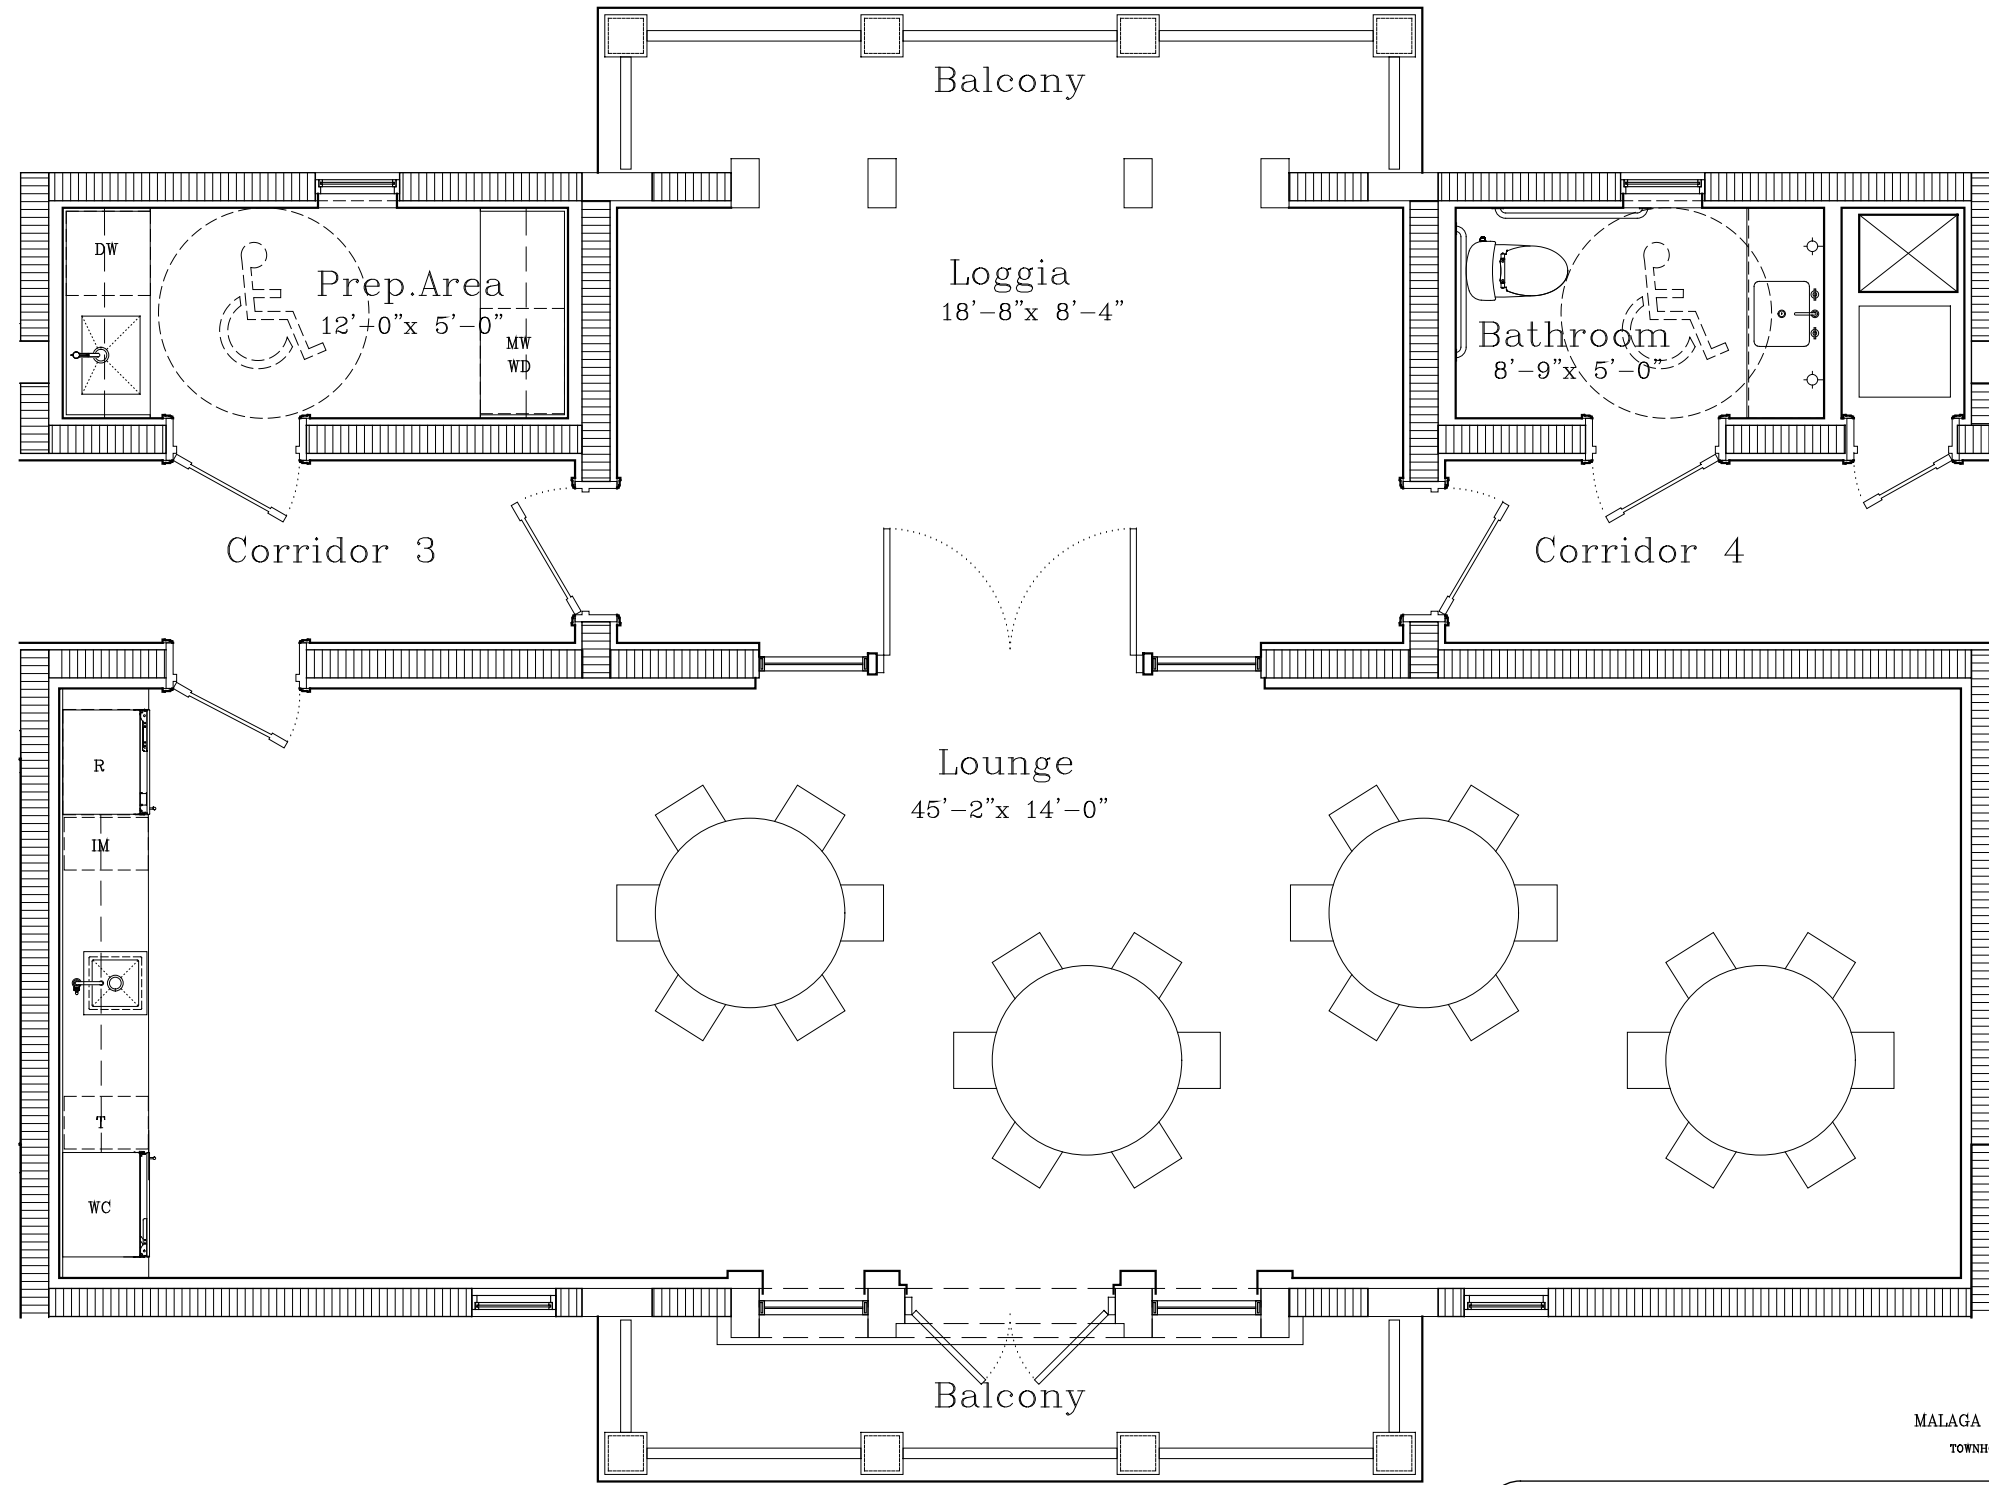 Balcony
DW
Prep.Area
12'-0"x 5'-0"
MW
WD
Loggia
18'-8"x 8'-4"
Bathroom
8'-9"x 5'-0"
Corridor 3
Corridor 4
R
IM
T
WC
Lounge
45'-2"x 14'-0"
Balcony
MALAGA